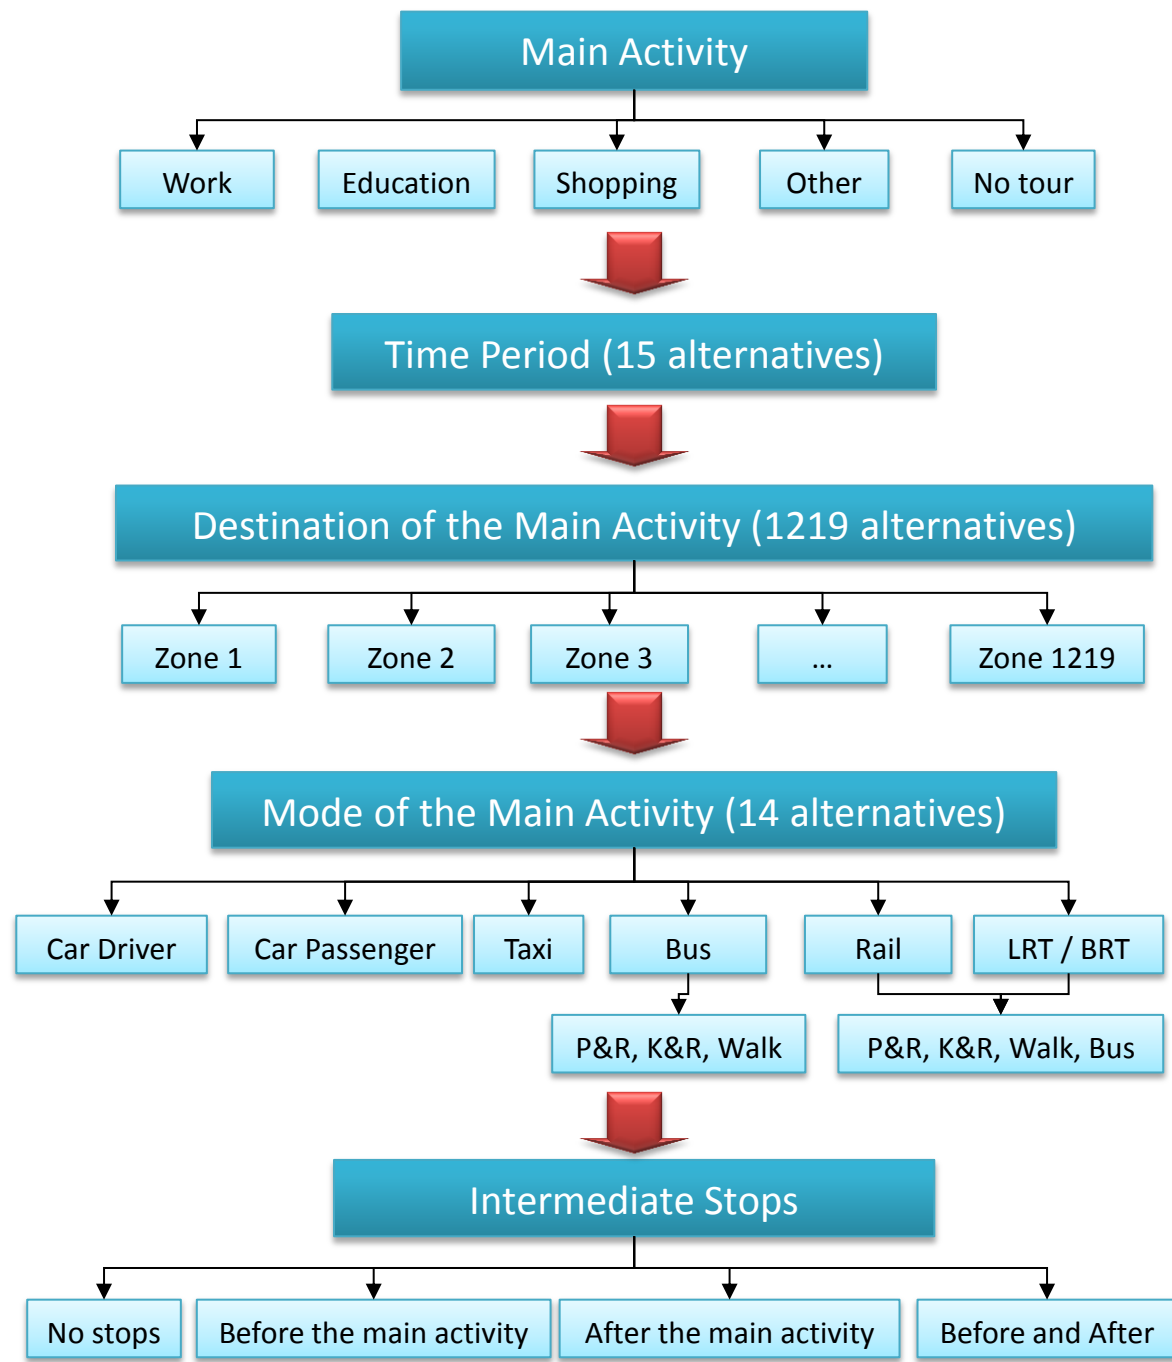 Main Activity
Work
Education
Shopping
Other
No tour
Time Period (15 alternatives)
Destination of the Main Activity (1219 alternatives)
Zone 1
Zone 2
Zone 3
...
Zone 1219
Mode of the Main Activity (14 alternatives)
Car Driver
Car Passenger
Taxi
Bus
Rail
LRT / BRT
P&R, K&R, Walk
P&R, K&R, Walk, Bus
Intermediate Stops
No stops
Before the main activity
After the main activity
Before and After